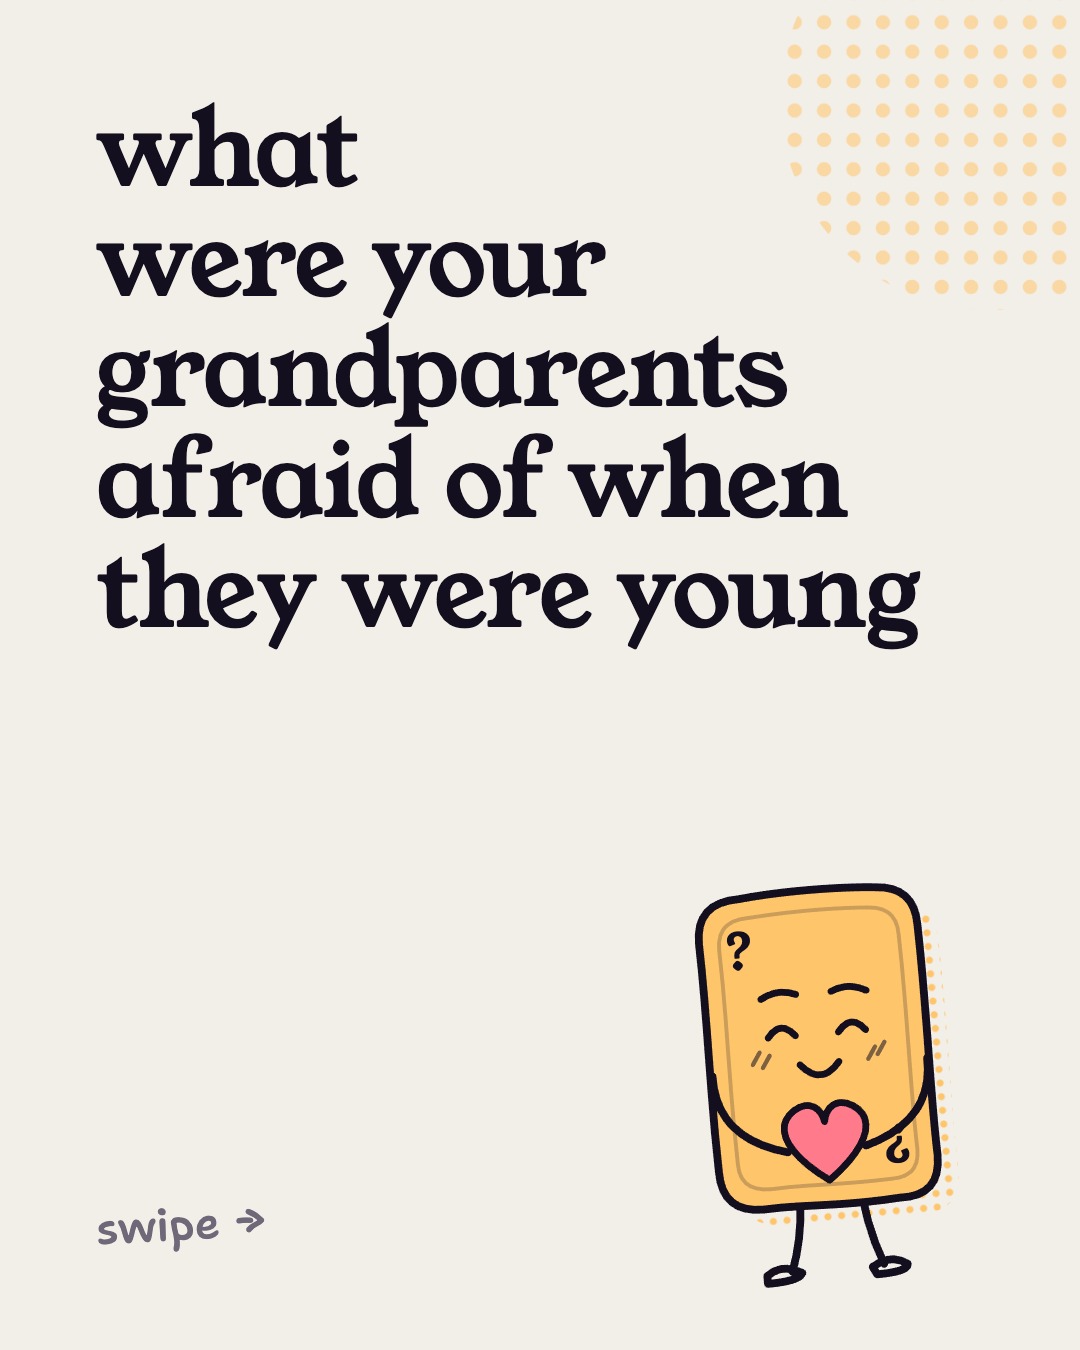 what
were your
grandparents
afraid of when
they were young
?
?
swipe →